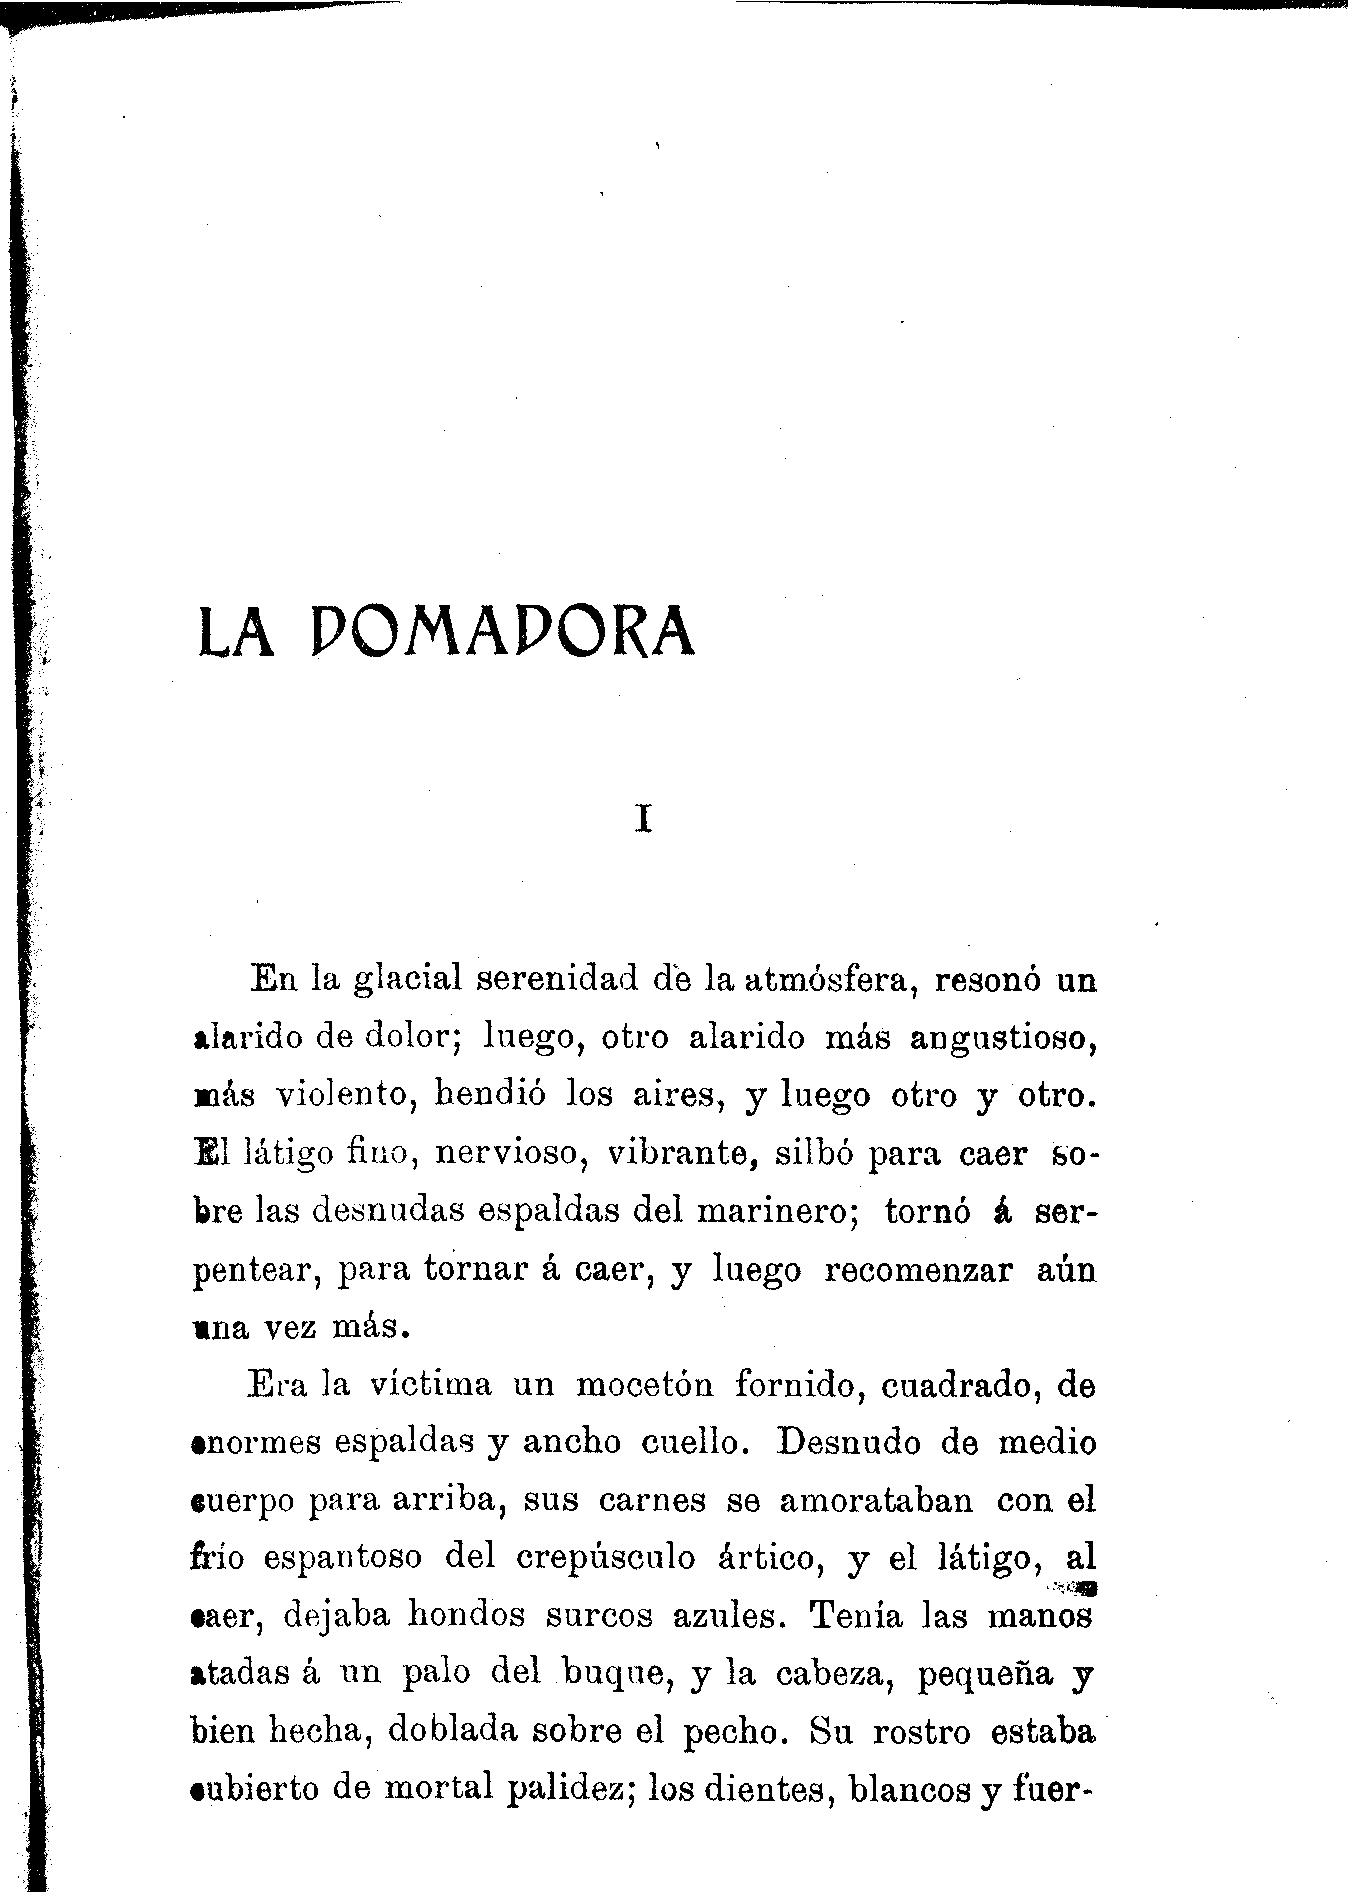 LA DOMADORA
I
En la glacial serenidad de la atmósfera, resonó un
alarido de dolor; luego, otro alarido más angustioso,
más violento, hendió los aires, y luego otro y otro.
El látigo fino, nervioso, vibrante, silbó para caer so-
bre las desnudas espaldas del marinero; tornó á ser-
pentear, para tornar á caer, y luego recomenzar aún
una vez más.
Era la víctima un mocetón fornido, cuadrado, de
enormes espaldas y ancho cuello. Desnudo de medio
cuerpo para arriba, sus carnes se amorataban con el
frío espantoso del crepúsculo ártico, y el látigo, al
caer, dejaba hondos surcos azules. Tenía las manos
atadas á un palo del buque, y la cabeza, pequeña y
bien hecha, doblada sobre el pecho. Su rostro estaba
cubierto de mortal palidez; los dientes, blancos y fuer-